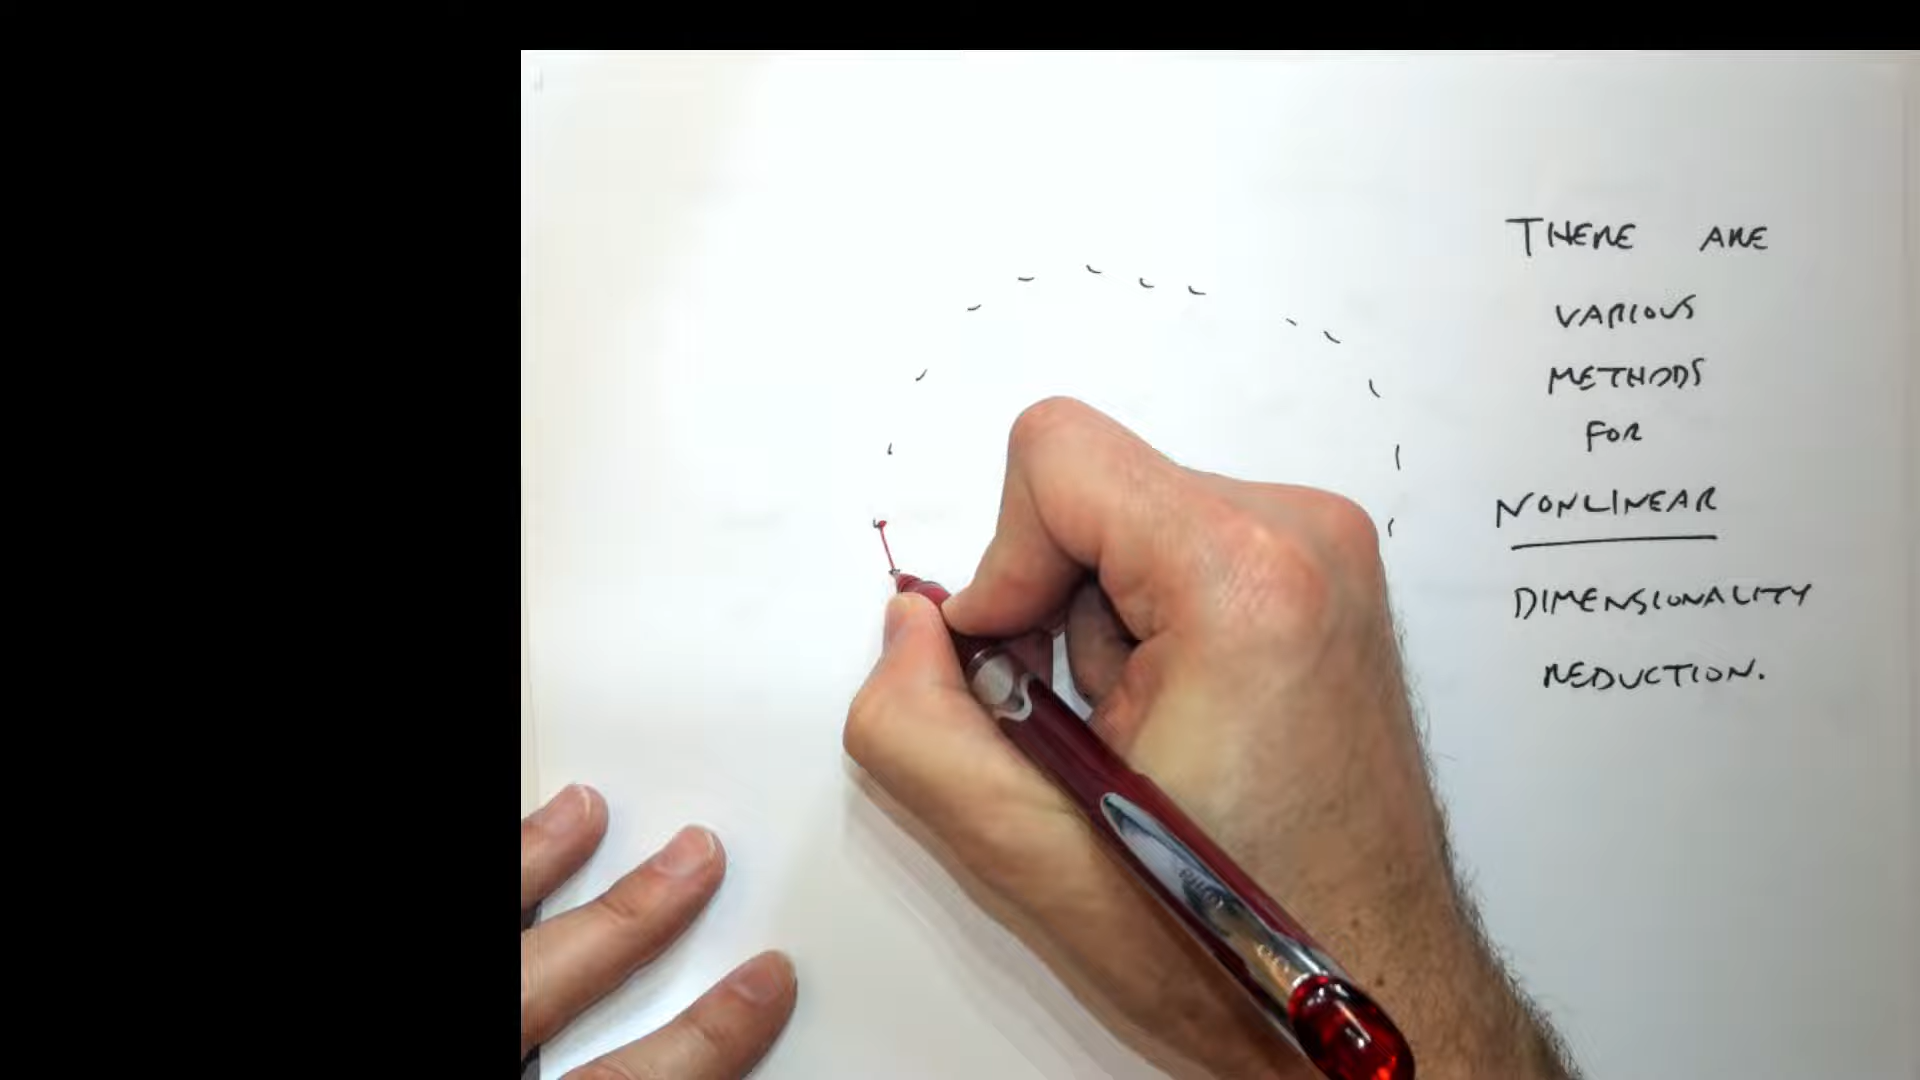 THERE ARE
VARIOUS
METHODS
FOR
NONLINEAR
DIMENSIONALITY
REDUCTION.